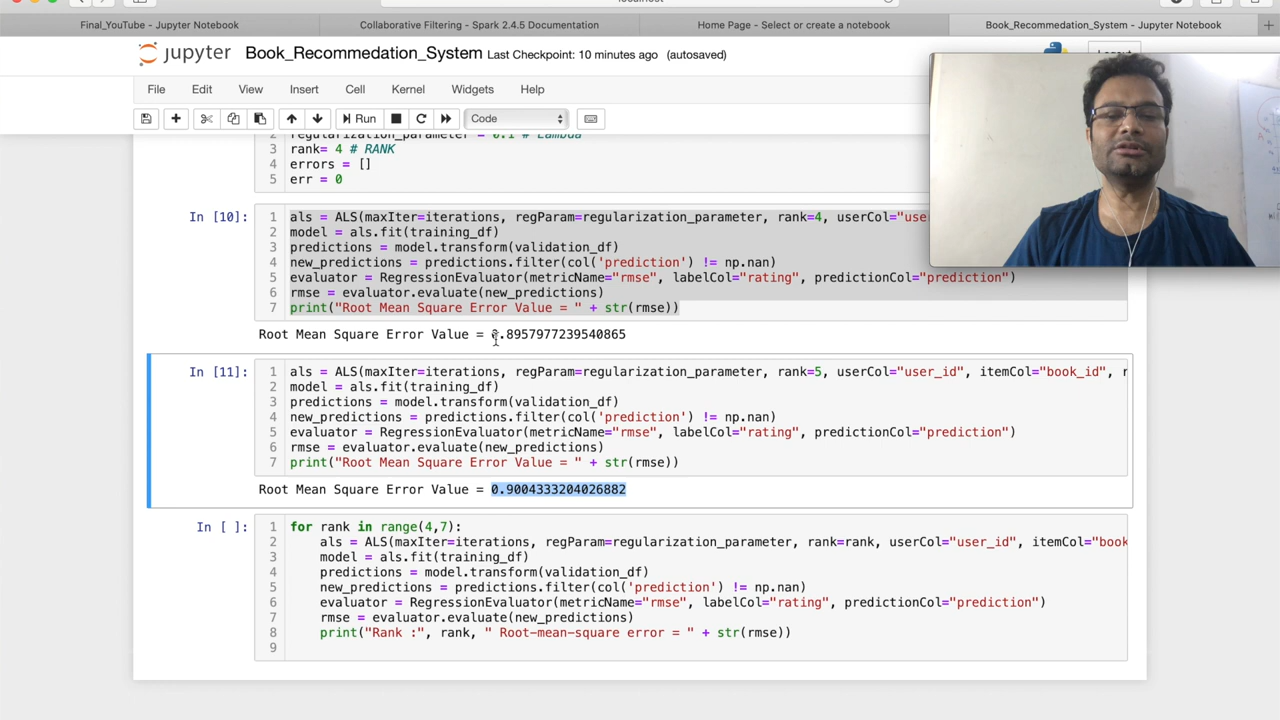 localhost
Final_YouTube - Jupyter Notebook
Collaborative Filtering - Spark 2.4.5 Documentation
Home Page - Select or create a notebook
Book_Recommedation_System - Jupyter Notebook
jupyter Book_Recommedation_System Last Checkpoint: 10 minutes ago (autosaved)
File Edit View Insert Cell Kernel Widgets Help
Run Code
2 regularization_parameter = 0.1 # Lambda
3 rank= 4 # RANK
4 errors = []
5 err = 0
In [10]: 1 als = ALS(maxIter=iterations, regParam=regularization_parameter, rank=4, userCol="use
2 model = als.fit(training_df)
3 predictions = model.transform(validation_df)
4 new_predictions = predictions.filter(col('prediction') != np.nan)
5 evaluator = RegressionEvaluator(metricName="rmse", labelCol="rating", predictionCol="prediction")
6 rmse = evaluator.evaluate(new_predictions)
7 print("Root Mean Square Error Value = " + str(rmse))
Root Mean Square Error Value = 0.8957977239540865
In [11]: 1 als = ALS(maxIter=iterations, regParam=regularization_parameter, rank=5, userCol="user_id", itemCol="book_id", r
2 model = als.fit(training_df)
3 predictions = model.transform(validation_df)
4 new_predictions = predictions.filter(col('prediction') != np.nan)
5 evaluator = RegressionEvaluator(metricName="rmse", labelCol="rating", predictionCol="prediction")
6 rmse = evaluator.evaluate(new_predictions)
7 print("Root Mean Square Error Value = " + str(rmse))
Root Mean Square Error Value = 0.9004333204026882
In [ ]: 1 for rank in range(4,7):
2 als = ALS(maxIter=iterations, regParam=regularization_parameter, rank=rank, userCol="user_id", itemCol="book
3 model = als.fit(training_df)
4 predictions = model.transform(validation_df)
5 new_predictions = predictions.filter(col('prediction') != np.nan)
6 evaluator = RegressionEvaluator(metricName="rmse", labelCol="rating", predictionCol="prediction")
7 rmse = evaluator.evaluate(new_predictions)
8 print("Rank :", rank, " Root-mean-square error = " + str(rmse))
9